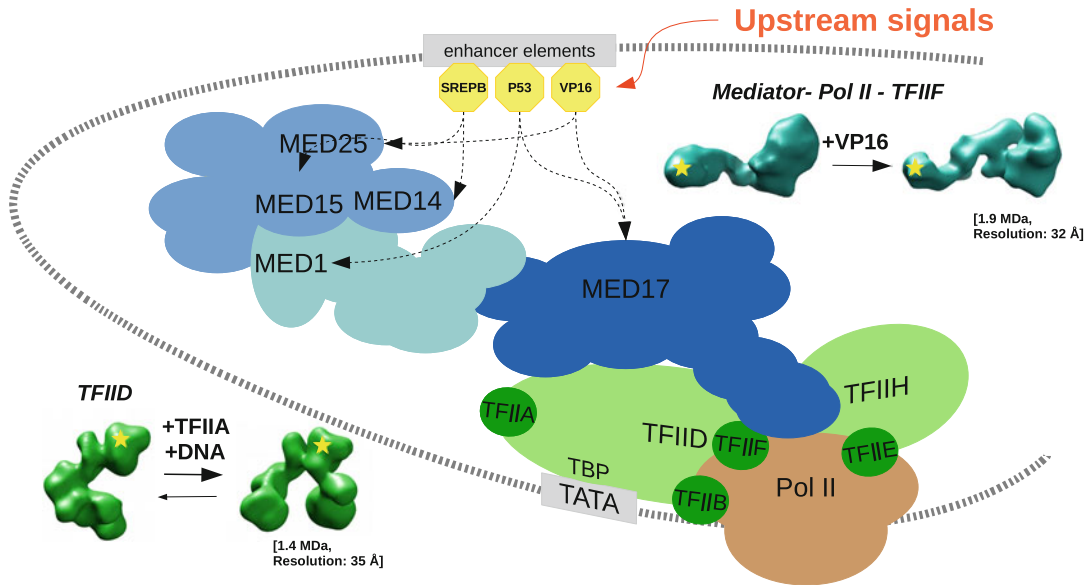 Upstream signals
enhancer elements
SREPB P53 VP16
Mediator- Pol II - TFIIF
+VP16
[1.9 MDa,
Resolution: 32 Å]
MED25
MED15 MED14
MED1
MED17
TFIID
+TFIIA
+DNA
[1.4 MDa,
Resolution: 35 Å]
TFIIH
TFIIA
TFIID
TFIIF
TFIIE
TBP
TATA
TFIIB
Pol II